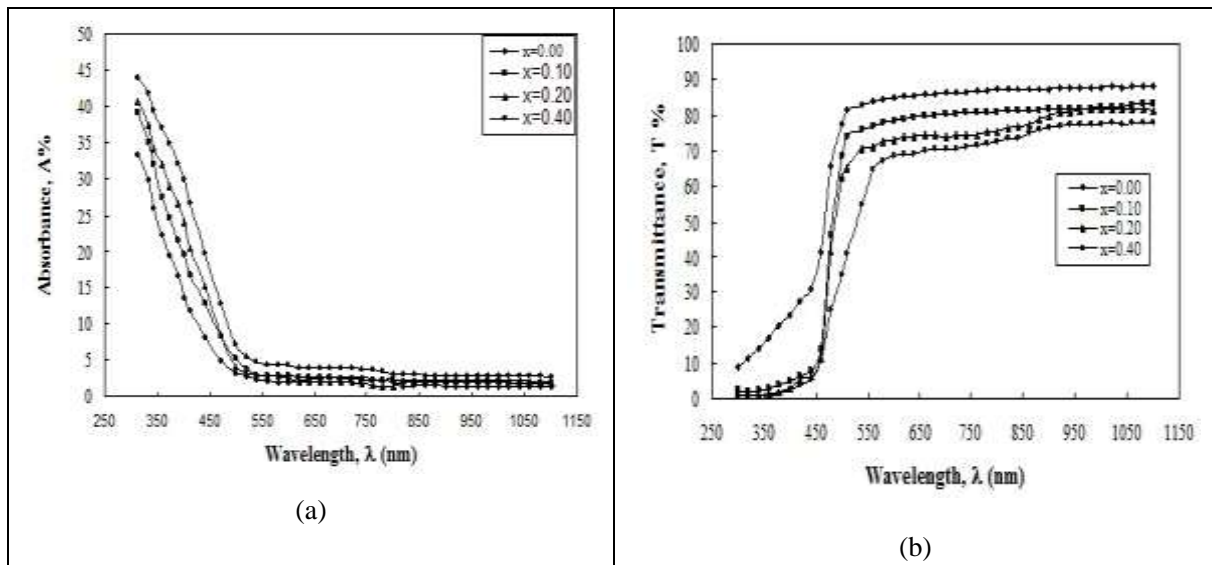 50
45
40
35
30
25
20
15
10
5
0
Absorbance, A%
x=0.00
x=0.10
x=0.20
x=0.40
250 350 450 550 650 750 850 950 1050 1150
Wavelength, λ (nm)
(a)
100
90
80
70
60
50
40
30
20
10
0
Transmittance, T %
x=0.00
x=0.10
x=0.20
x=0.40
250 350 450 550 650 750 850 950 1050 1150
Wavelength, λ (nm)
(b)